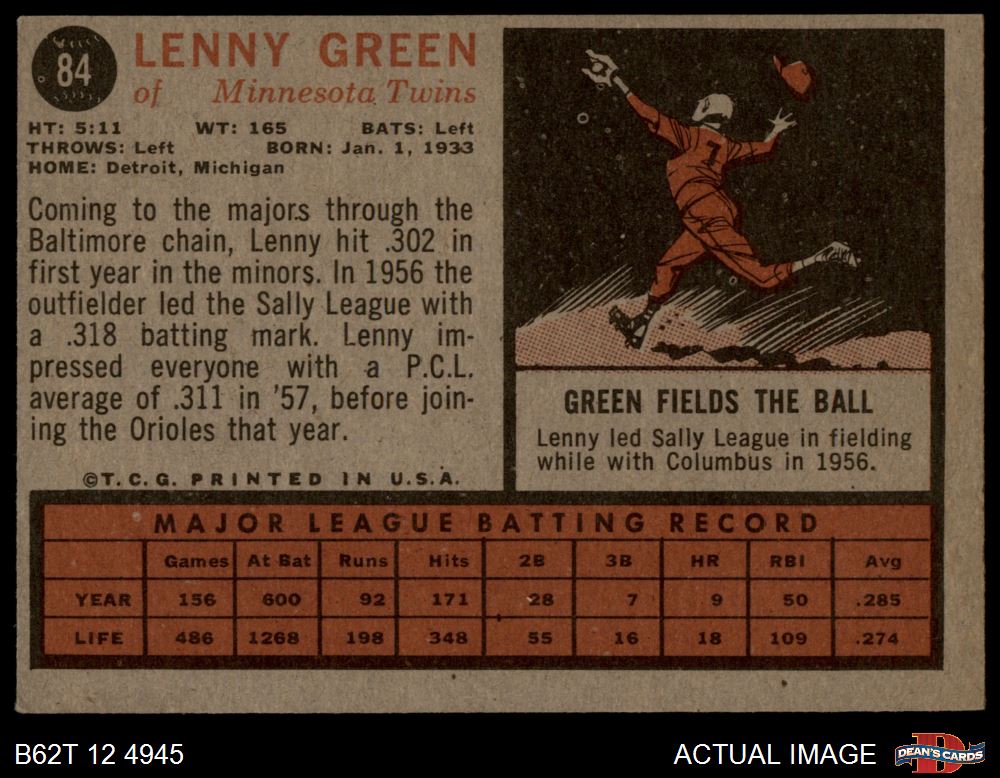 84
LENNY GREEN
of Minnesota Twins
HT: 5:11 WT: 165 BATS: Left
THROWS: Left BORN: Jan. 1, 1933
HOME: Detroit, Michigan
Coming to the majors through the
Baltimore chain, Lenny hit .302 in
first year in the minors. In 1956 the
outfielder led the Sally League with
a .318 batting mark. Lenny im-
pressed everyone with a P.C.L.
average of .311 in '57, before join-
ing the Orioles that year.
©T.C.G. PRINTED IN U.S.A.
7
GREEN FIELDS THE BALL
Lenny led Sally League in fielding
while with Columbus in 1956.
MAJOR LEAGUE BATTING RECORD
Games At Bat Runs Hits 2B 3B HR RBI Avg
YEAR 156 600 92 171 28 7 9 50 .285
LIFE 486 1268 198 348 55 16 18 109 .274
B62T 12 4945
ACTUAL IMAGE
D
DEAN'S CARDS